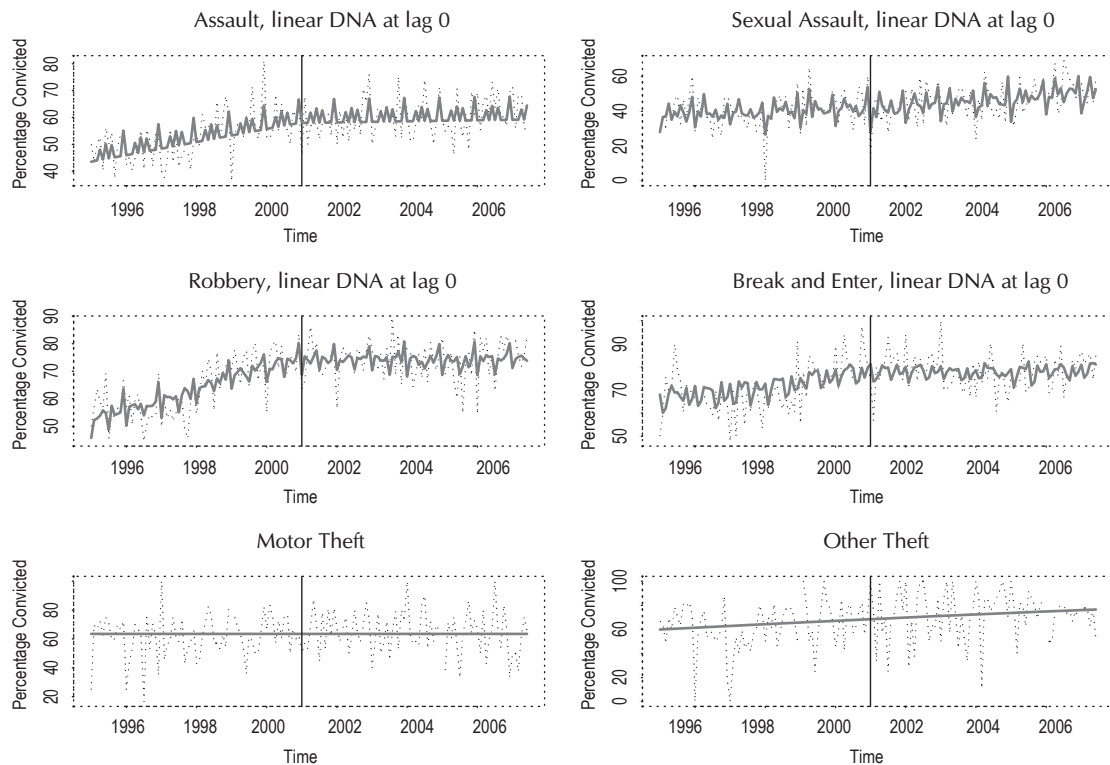 Assault, linear DNA at lag 0
Percentage Convicted
80
70
60
50
40
1996 1998 2000 2002 2004 2006
Time
Sexual Assault, linear DNA at lag 0
Percentage Convicted
60
40
20
0
1996 1998 2000 2002 2004 2006
Time
Robbery, linear DNA at lag 0
Percentage Convicted
90
80
70
60
50
1996 1998 2000 2002 2004 2006
Time
Break and Enter, linear DNA at lag 0
Percentage Convicted
90
70
50
1996 1998 2000 2002 2004 2006
Time
Motor Theft
Percentage Convicted
80
60
40
20
1996 1998 2000 2002 2004 2006
Time
Other Theft
Percentage Convicted
100
60
20
0
1996 1998 2000 2002 2004 2006
Time